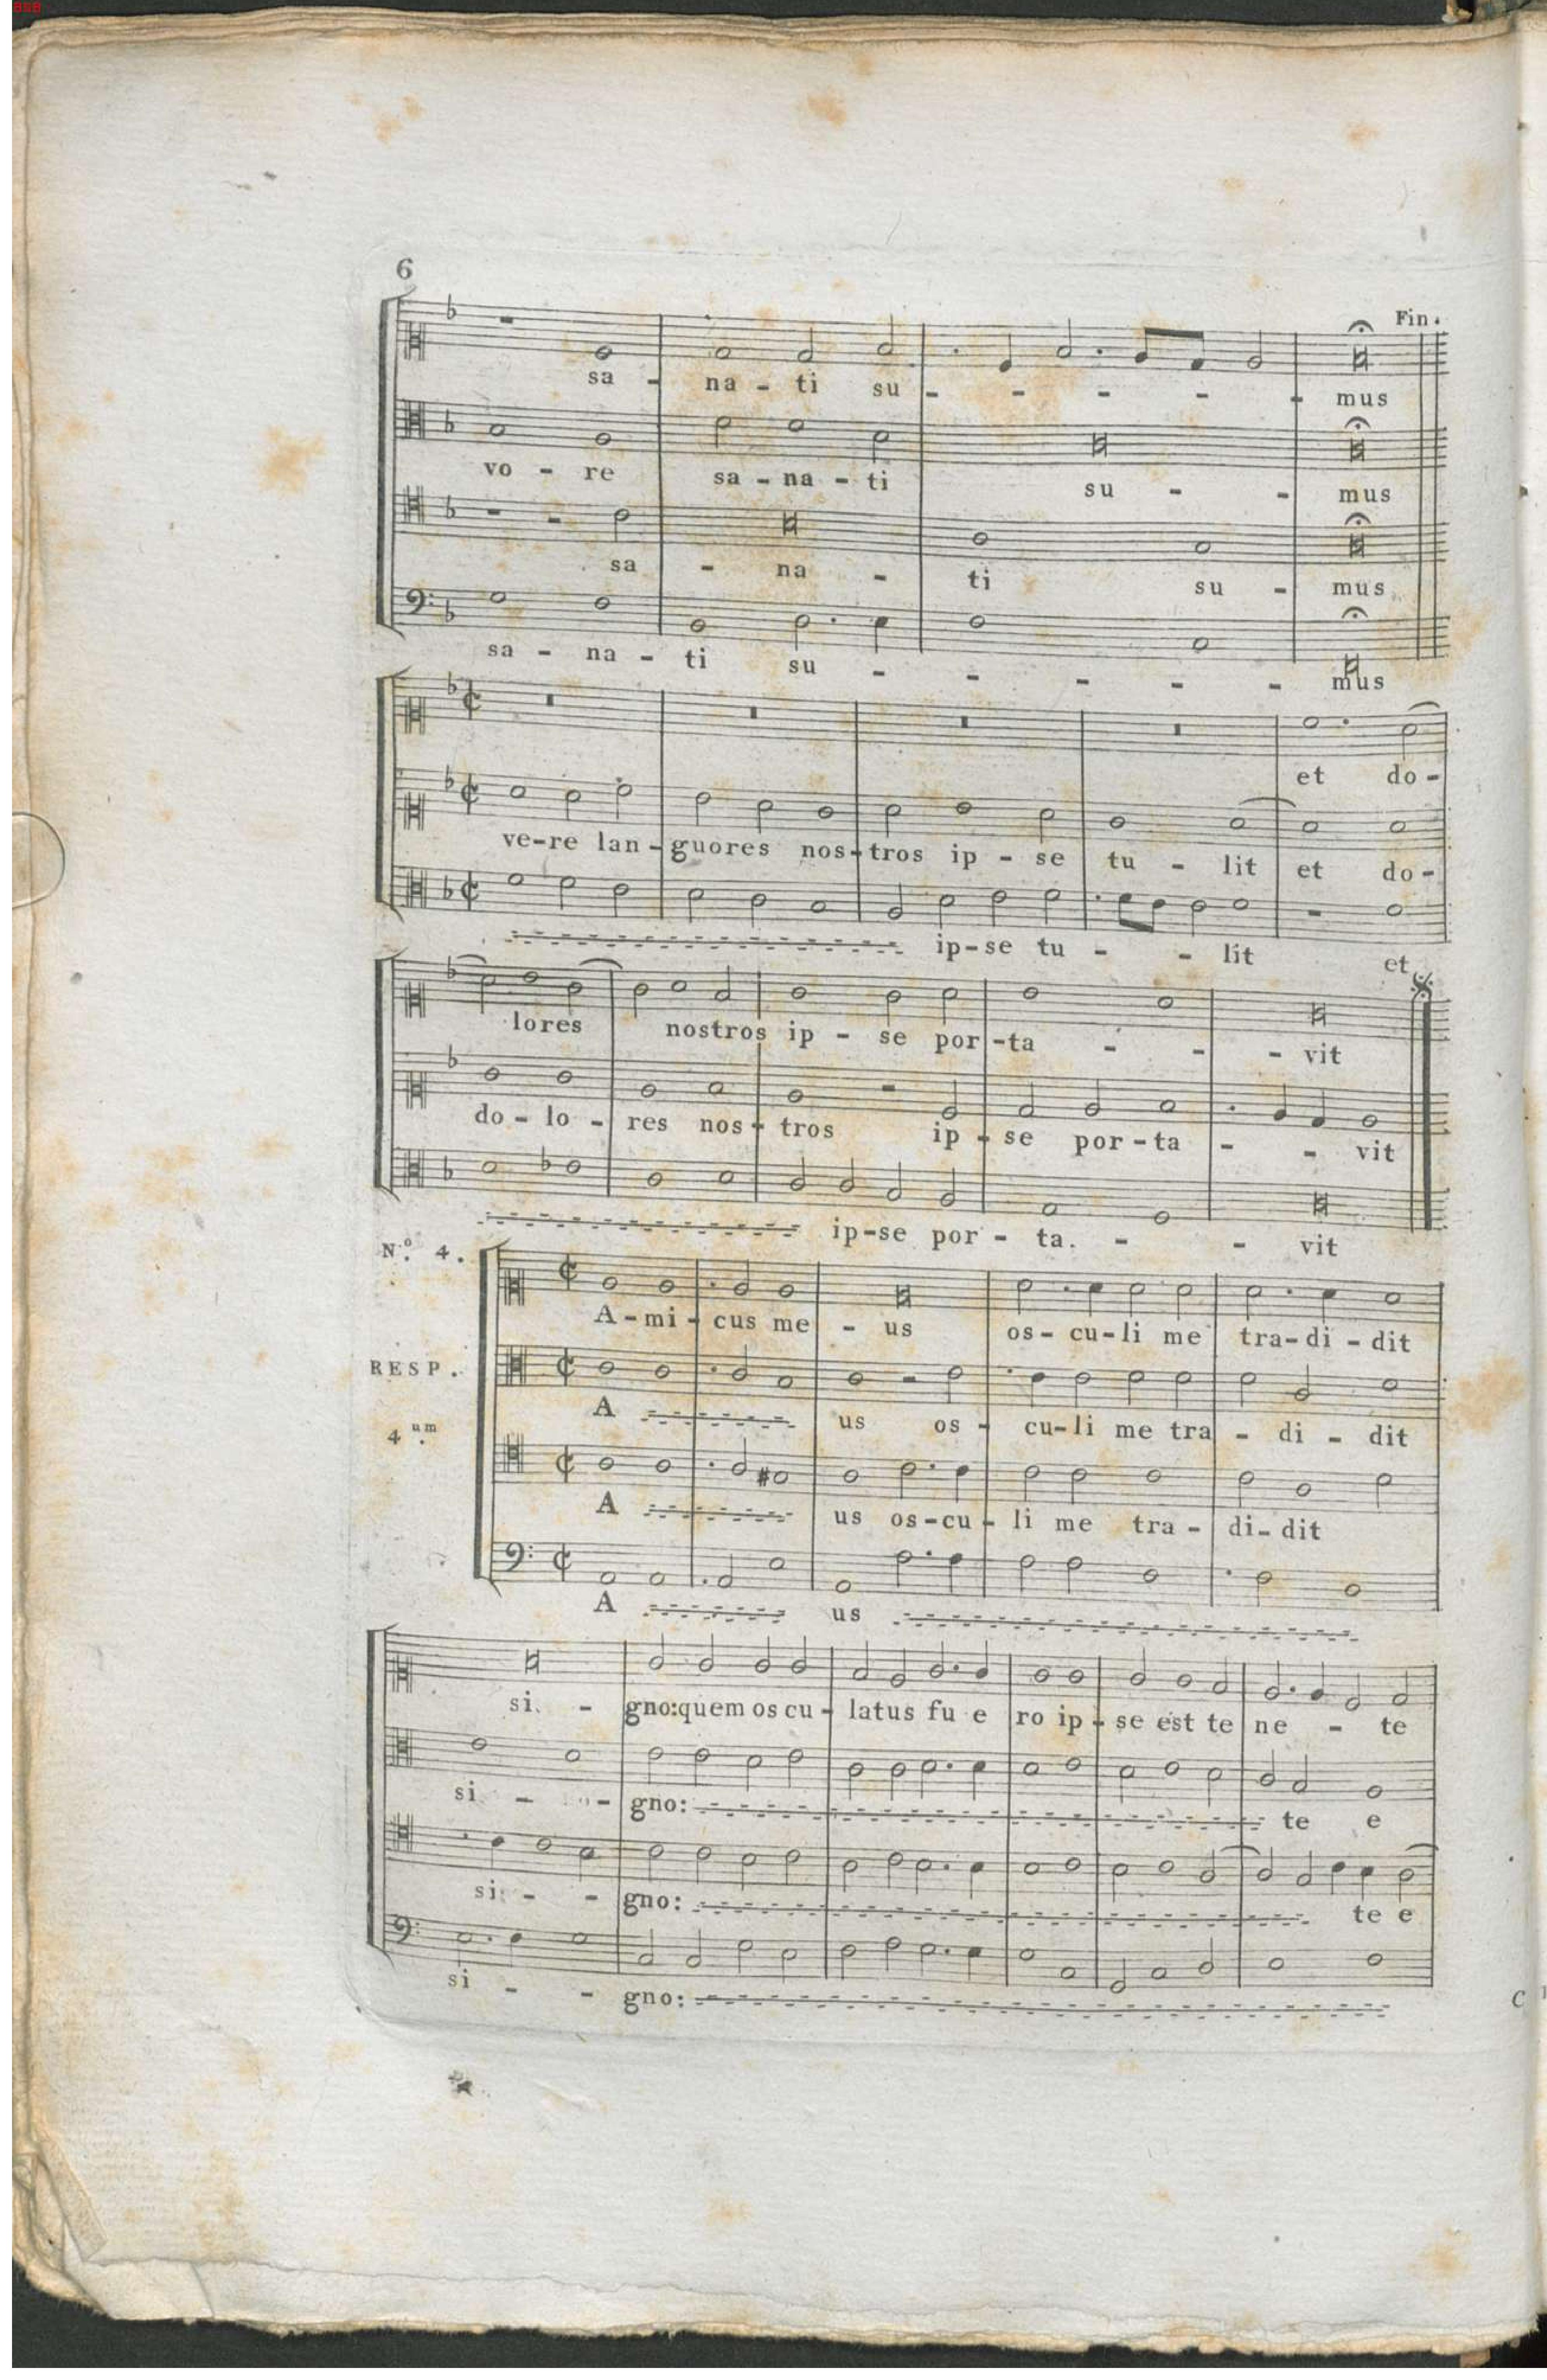 6
Fin.
sa - na - ti su - - - - - mus
vo - re sa - na - ti su - - mus
sa - na - ti su - mus
sa - na - ti su - - - - - mus
et do-
ve-re lan-guores nos-tros ip - se tu - lit et do-
ip-se tu - - lit et
lores nostros ip - se por-ta - - - vit
do-lo - res nos-tros ip - se por-ta - - vit
ip-se por - ta. - - vit
N.º 4.
A-mi-cus me - us os-cu-li me tra-di-dit
RESP.
A us os - cu-li me tra - di - dit
4um.
A us os-cu-li me tra-di-dit
A us
si. - gno:quem os cu-latus fu e ro ip-se est te ne - te
si - - gno: te e
si: - - gno: te e
si - - gno:
C